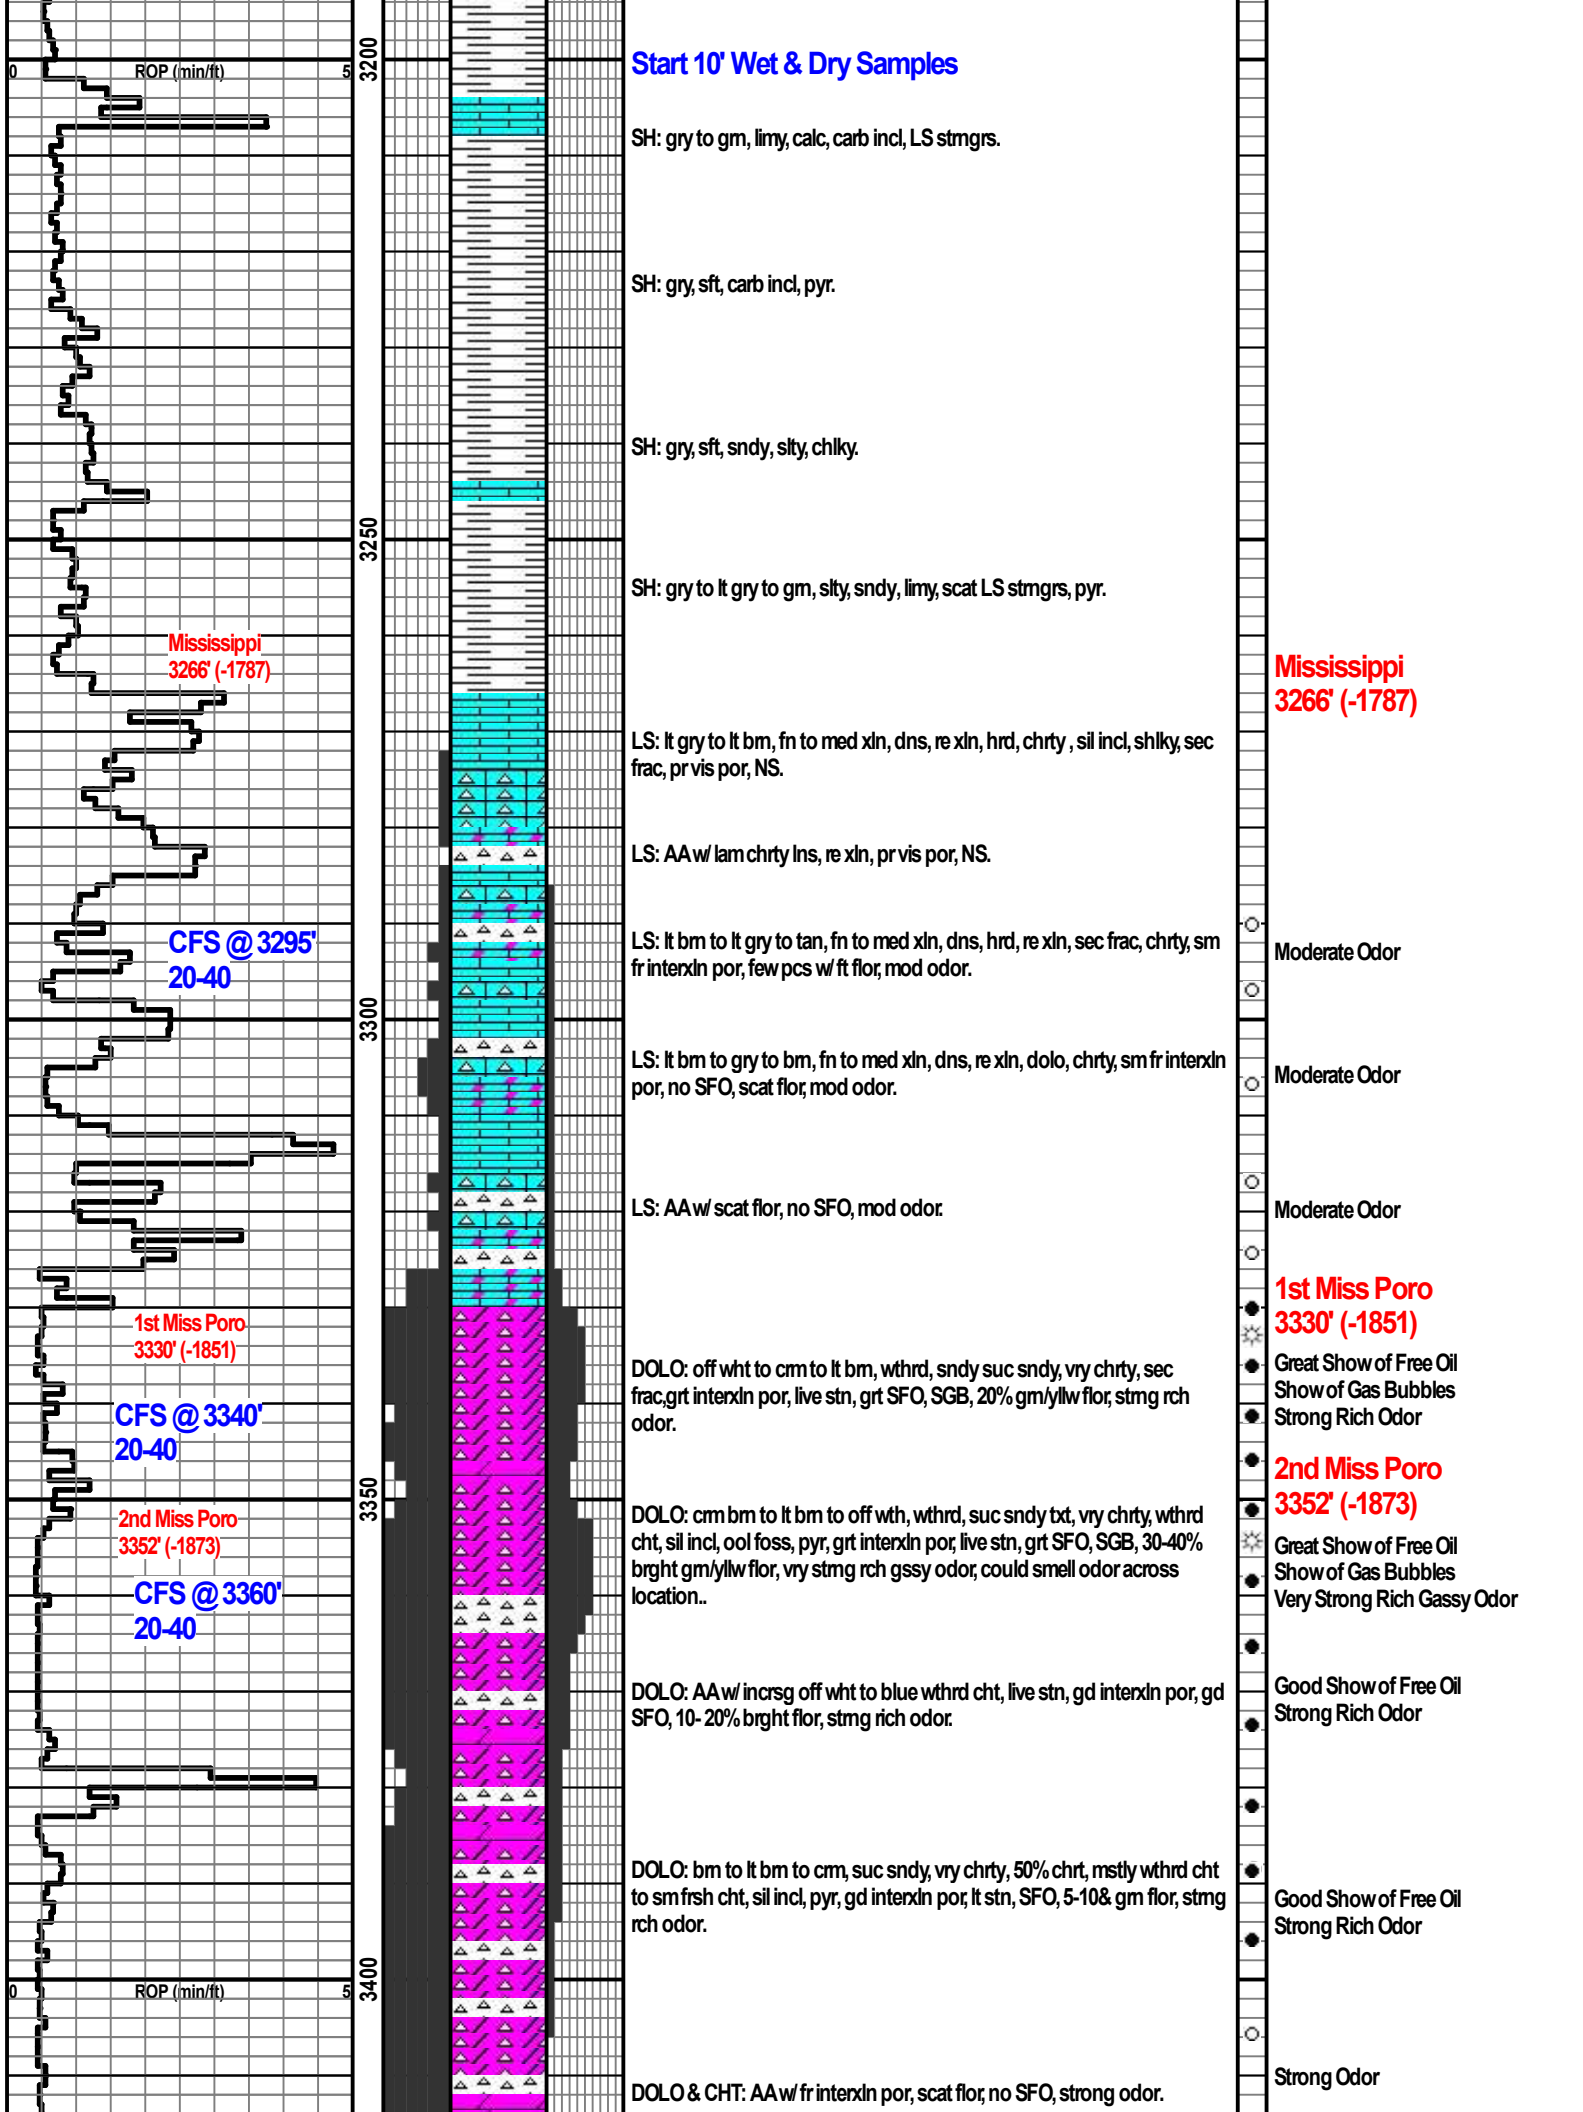 0 ROP (min/ft) 5
3200
Start 10' Wet & Dry Samples
SH: gry to grn, limy, calc, carb incl, LS strngrs.
SH: gry, sft, carb incl, pyr.
SH: gry, sft, sndy, slty, chlky.
3250
SH: gry to lt gry to grn, slty, sndy, limy, scat LS strngrs, pyr.
Mississippi
3266' (-1787)
Mississippi
3266' (-1787)
LS: lt gry to lt brn, fn to med xln, dns, re xln, hrd, chrty , sil incl, shlky, sec
frac, pr vis por, NS.
LS: AA w/ lam chrty lns, re xln, pr vis por, NS.
CFS @ 3295'
20-40
LS: lt brn to lt gry to tan, fn to med xln, dns, hrd, re xln, sec frac, chrty, sm
fr interxln por, few pcs w/ ft flor, mod odor.
Moderate Odor
3300
LS: lt brn to gry to brn, fn to med xln, dns, re xln, dolo, chrty, sm fr interxln
por, no SFO, scat flor, mod odor.
Moderate Odor
LS: AA w/ scat flor, no SFO, mod odor.
Moderate Odor
1st Miss Poro
3330' (-1851)
1st Miss Poro
3330' (-1851)
DOLO: off wht to crm to lt brn, wthrd, sndy suc sndy, vry chrty, sec
frac,grt interxln por, live stn, grt SFO, SGB, 20% grn/yllw flor, strng rch
odor.
Great Show of Free Oil
Show of Gas Bubbles
Strong Rich Odor
CFS @ 3340'
20-40
2nd Miss Poro
3352' (-1873)
3350
2nd Miss Poro
3352' (-1873)
DOLO: crm brn to lt brn to off wth, wthrd, suc sndy txt, vry chrty, wthrd
cht, sil incl, ool foss, pyr, grt interxln por, live stn, grt SFO, SGB, 30-40%
brght grn/yllw flor, vry strng rch gssy odor, could smell odor across
location..
Great Show of Free Oil
Show of Gas Bubbles
Very Strong Rich Gassy Odor
CFS @ 3360'
20-40
DOLO: AA w/ incrsg off wht to blue wthrd cht, live stn, gd interxln por, gd
SFO, 10- 20% brght flor, strng rich odor.
Good Show of Free Oil
Strong Rich Odor
DOLO: brn to lt brn to crm, suc sndy, vry chrty, 50% chrt, mstly wthrd cht
to sm frsh cht, sil incl, pyr, gd interxln por, lt stn, SFO, 5-10& grn flor, strng
rch odor.
Good Show of Free Oil
Strong Rich Odor
3400
0 ROP (min/ft) 5
DOLO & CHT: AA w/ fr interxln por, scat flor, no SFO, strong odor.
Strong Odor